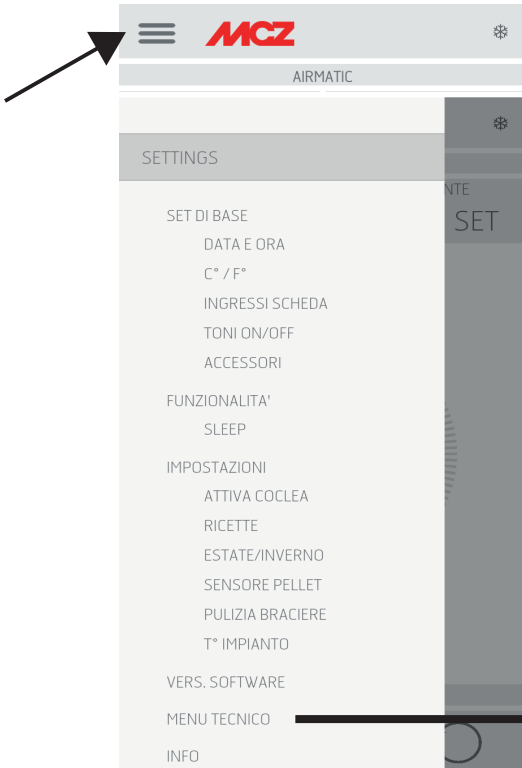 MCZ
AIRMATIC
SETTINGS
NTE
SET
SET DI BASE
DATA E ORA
C° / F°
INGRESSI SCHEDA
TONI ON/OFF
ACCESSORI
FUNZIONALITA'
SLEEP
IMPOSTAZIONI
ATTIVA COCLEA
RICETTE
ESTATE/INVERNO
SENSORE PELLET
PULIZIA BRACIERE
T° IMPIANTO
VERS. SOFTWARE
MENU TECNICO
INFO